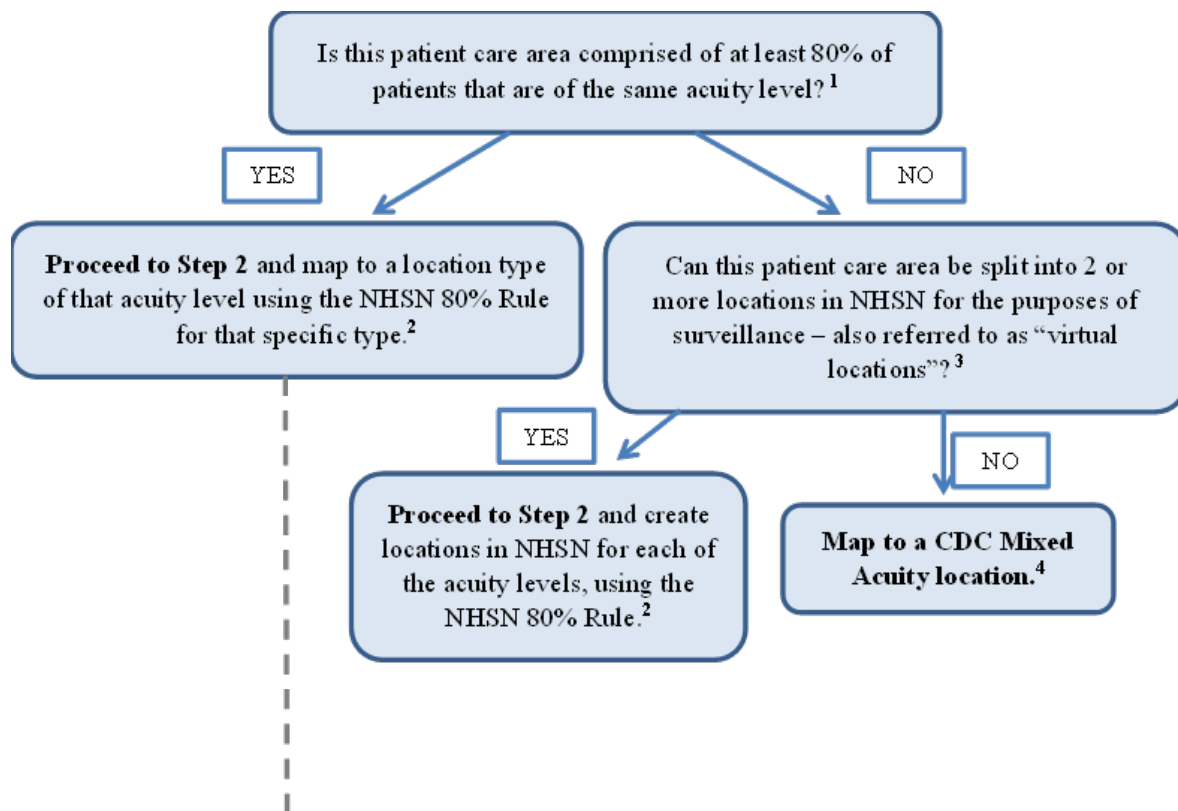 Is this patient care area comprised of at least 80% of
patients that are of the same acuity level?¹
YES
NO
Proceed to Step 2 and map to a location type
of that acuity level using the NHSN 80% Rule
for that specific type.²
Can this patient care area be split into 2 or
more locations in NHSN for the purposes of
surveillance – also referred to as “virtual
locations”?³
YES
NO
Proceed to Step 2 and create
locations in NHSN for each of
the acuity levels, using the
NHSN 80% Rule.²
Map to a CDC Mixed
Acuity location.⁴